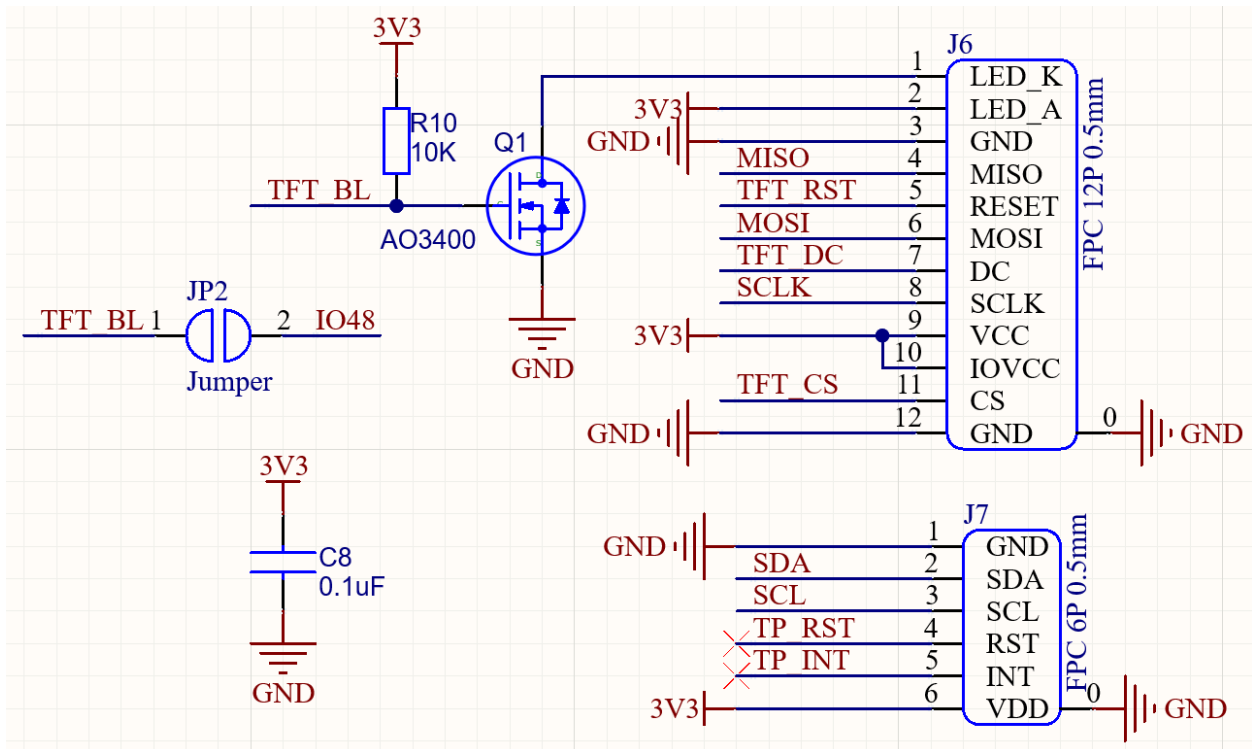 3V3
R10
10K
TFT_BL
Q1
D
G
S
AO3400
GND
JP2
TFT_BL 1
2 IO48
Jumper
3V3
C8
0.1uF
GND
J6
1 LED_K
3V3 2 LED_A
GND 3 GND
MISO 4 MISO
TFT_RST 5 RESET
MOSI 6 MOSI
TFT_DC 7 DC
SCLK 8 SCLK
3V3 9 VCC
10 IOVCC
TFT_CS 11 CS
GND 12 GND 0 GND
FPC 12P 0.5mm
J7
GND 1 GND
SDA 2 SDA
SCL 3 SCL
TP_RST 4 RST
TP_INT 5 INT
3V3 6 VDD 0 GND
FPC 6P 0.5mm